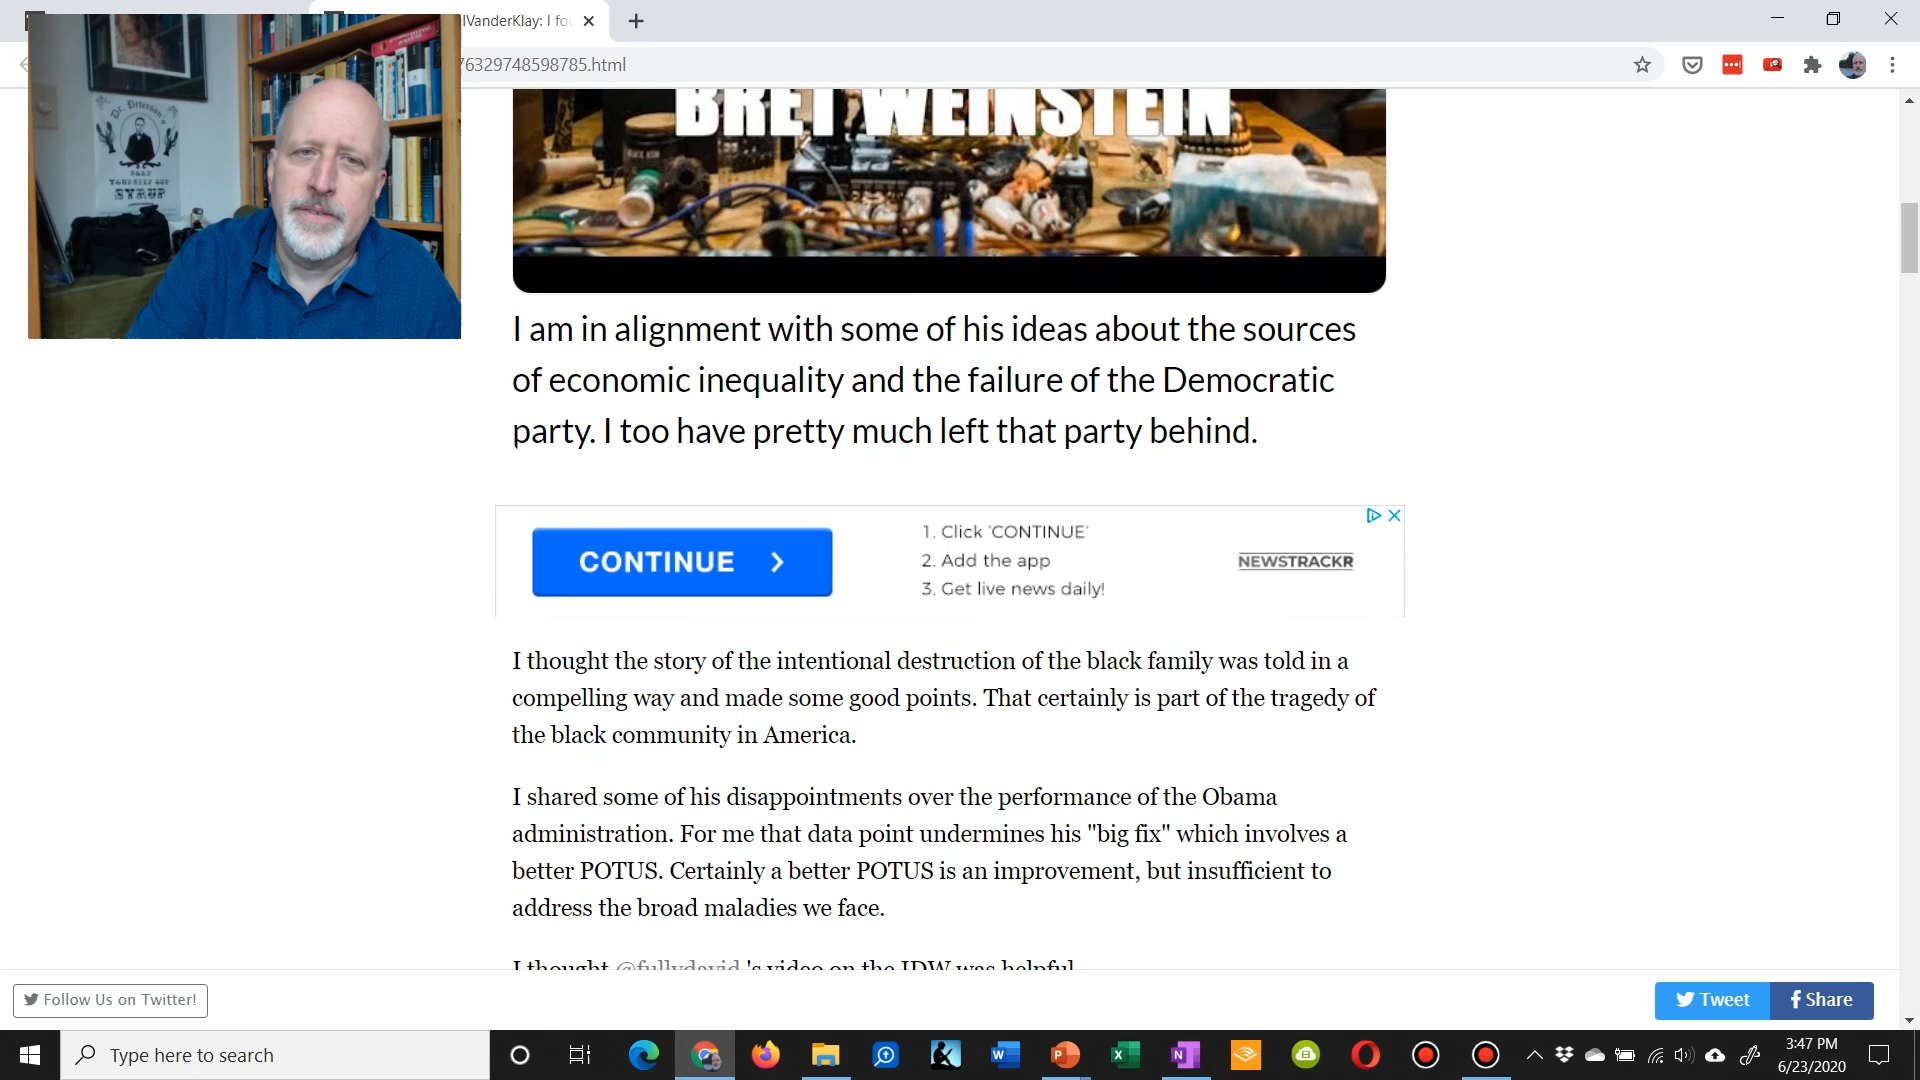 lVanderKlay: I fo
76329748598785.html
Dr. Peterson's
SORT
YOURSELF OUT
SYRUP
BRET WEINSTEIN
I am in alignment with some of his ideas about the sources
of economic inequality and the failure of the Democratic
party. I too have pretty much left that party behind.
CONTINUE >
1. Click 'CONTINUE'
2. Add the app
3. Get live news daily!
NEWSTRACKR
I thought the story of the intentional destruction of the black family was told in a
compelling way and made some good points. That certainly is part of the tragedy of
the black community in America.
I shared some of his disappointments over the performance of the Obama
administration. For me that data point undermines his "big fix" which involves a
better POTUS. Certainly a better POTUS is an improvement, but insufficient to
address the broad maladies we face.
I thought @fullydavid 's video on the IDW was helpful
Follow Us on Twitter!
Tweet
Share
Type here to search
3:47 PM
6/23/2020